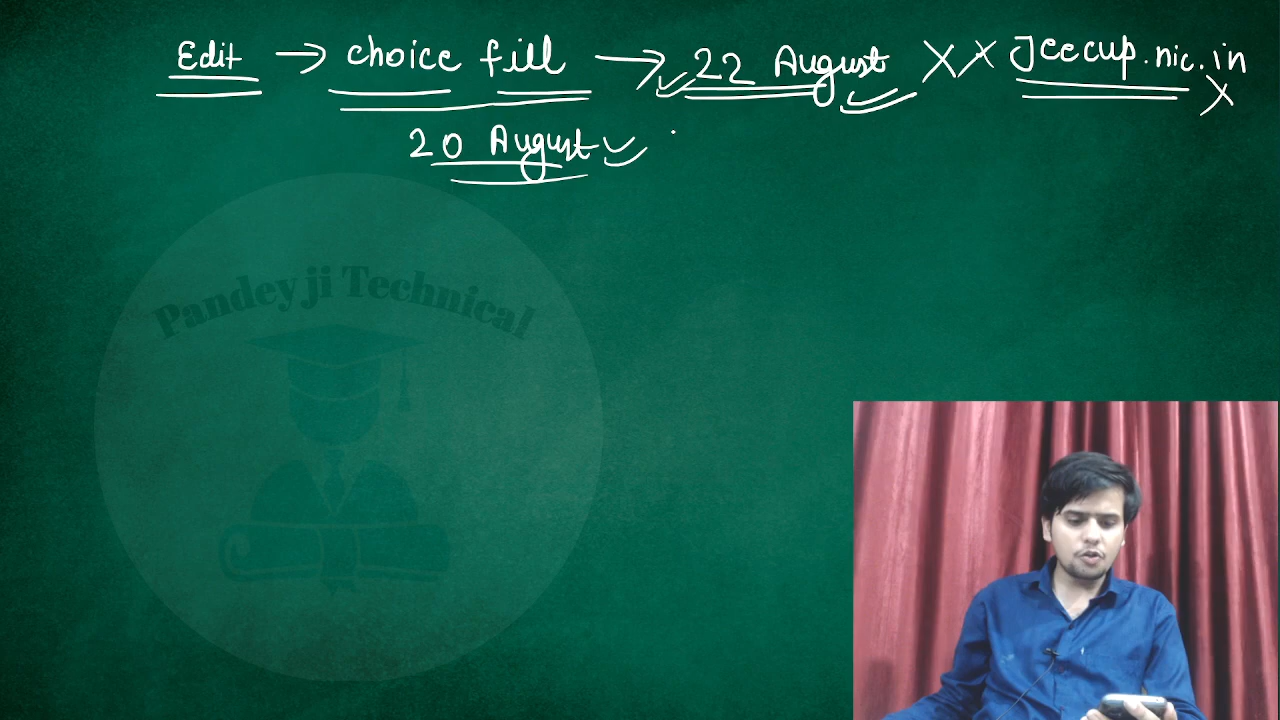 Edit → choice fill → 22 August X X Jeecup.nic.in X
20 August
Pandey ji Technical